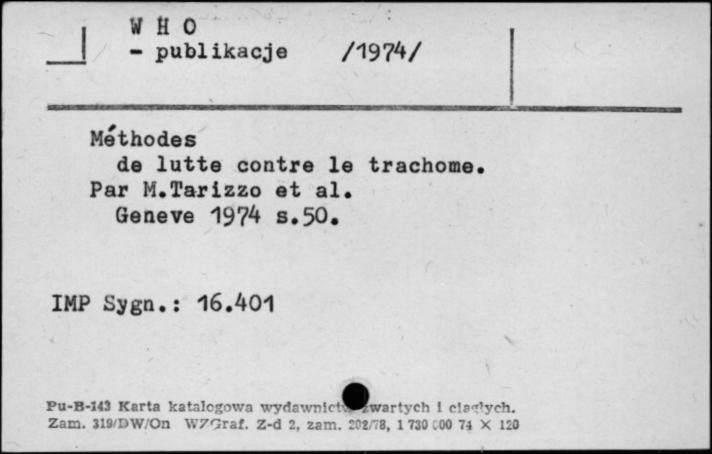 W H O
- publikacje /1974/
Méthodes
de lutte contre le trachome.
Par M.Tarizzo et al.
Geneve 1974 s.50.
IMP Sygn.: 16.401
Pu-B-143 Karta katalogowa wydawnictw zwartych i ciągłych.
Zam. 319/DW/On WZGraf. Z-d 2, zam. 202/78, 1 730 000 74 × 120